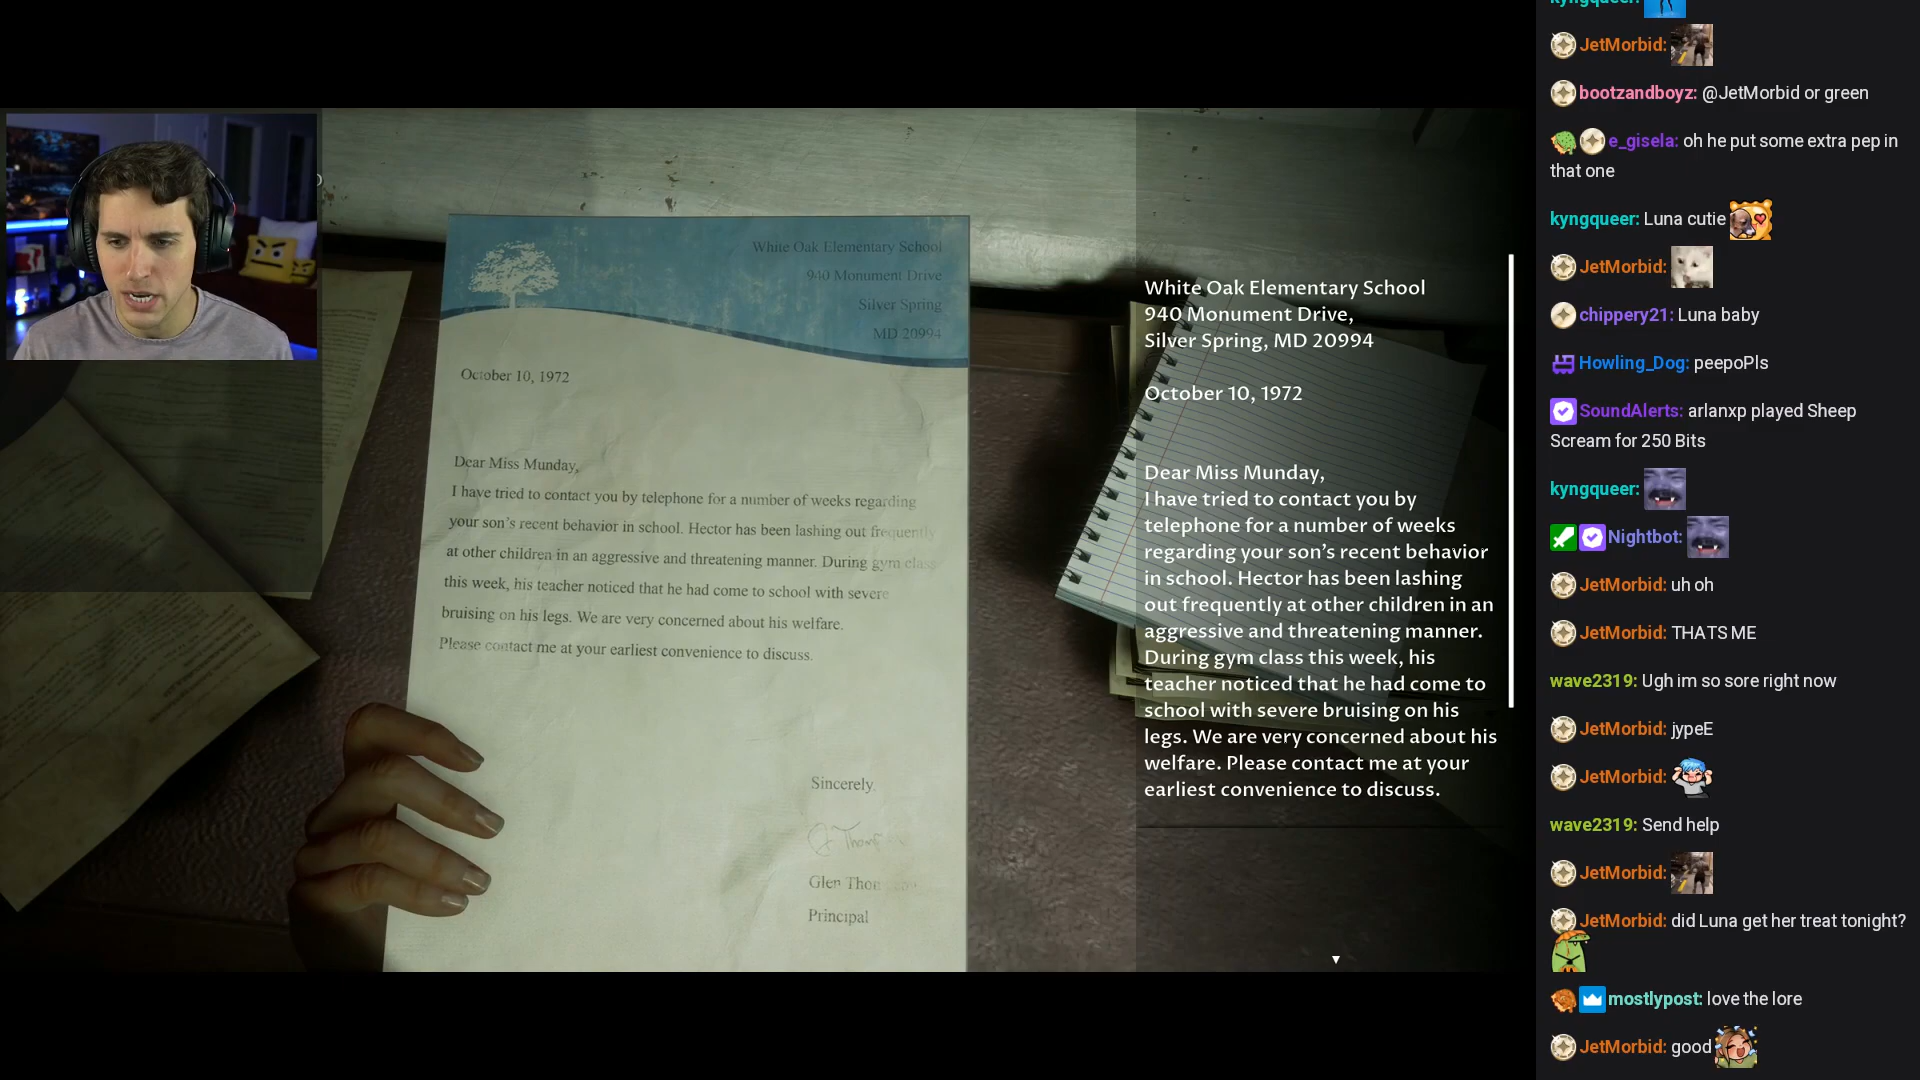 White Oak Elementary School
940 Monument Drive
Silver Spring
MD 20994
October 10, 1972
Dear Miss Munday,
I have tried to contact you by telephone for a number of weeks regarding
your son's recent behavior in school. Hector has been lashing out frequently
at other children in an aggressive and threatening manner. During gym class
this week, his teacher noticed that he had come to school with severe
bruising on his legs. We are very concerned about his welfare.
Please contact me at your earliest convenience to discuss.
Sincerely
Glen
Principal
White Oak Elementary School
940 Monument Drive,
Silver Spring, MD 20994
October 10, 1972
Dear Miss Munday,
I have tried to contact you by
telephone for a number of weeks
regarding your son's recent behavior
in school. Hector has been lashing
out frequently at other children in an
aggressive and threatening manner.
During gym class this week, his
teacher noticed that he had come to
school with severe bruising on his
legs. We are very concerned about his
welfare. Please contact me at your
earliest convenience to discuss.
kyngqueer:
JetMorbid:
bootzandboyz: @JetMorbid or green
e_gisela: oh he put some extra pep in
that one
kyngqueer: Luna cutie
JetMorbid:
chippery21: Luna baby
Howling_Dog: peepoPls
SoundAlerts: arlanxp played Sheep
Scream for 250 Bits
kyngqueer:
Nightbot:
JetMorbid: uh oh
JetMorbid: THATS ME
wave2319: Ugh im so sore right now
JetMorbid: jypeE
JetMorbid:
wave2319: Send help
JetMorbid:
JetMorbid: did Luna get her treat tonight?
mostlypost: love the lore
JetMorbid: good